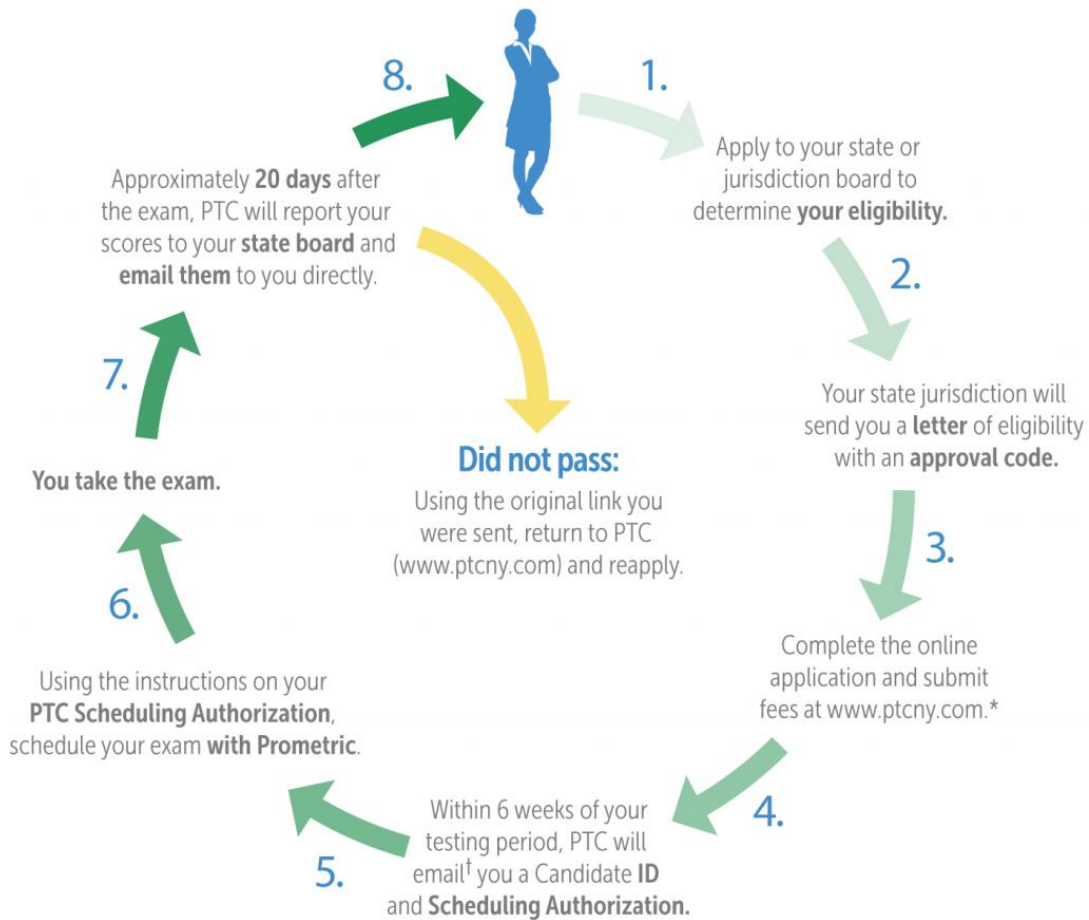 1.
Apply to your state or
jurisdiction board to
determine your eligibility.
2.
Your state jurisdiction will
send you a letter of eligibility
with an approval code.
3.
Complete the online
application and submit
fees at www.ptcny.com.*
4.
Within 6 weeks of your
testing period, PTC will
email† you a Candidate ID
and Scheduling Authorization.
5.
Using the instructions on your
PTC Scheduling Authorization,
schedule your exam with Prometric.
6.
You take the exam.
7.
Approximately 20 days after
the exam, PTC will report your
scores to your state board and
email them to you directly.
8.
Did not pass:
Using the original link you
were sent, return to PTC
(www.ptcny.com) and reapply.